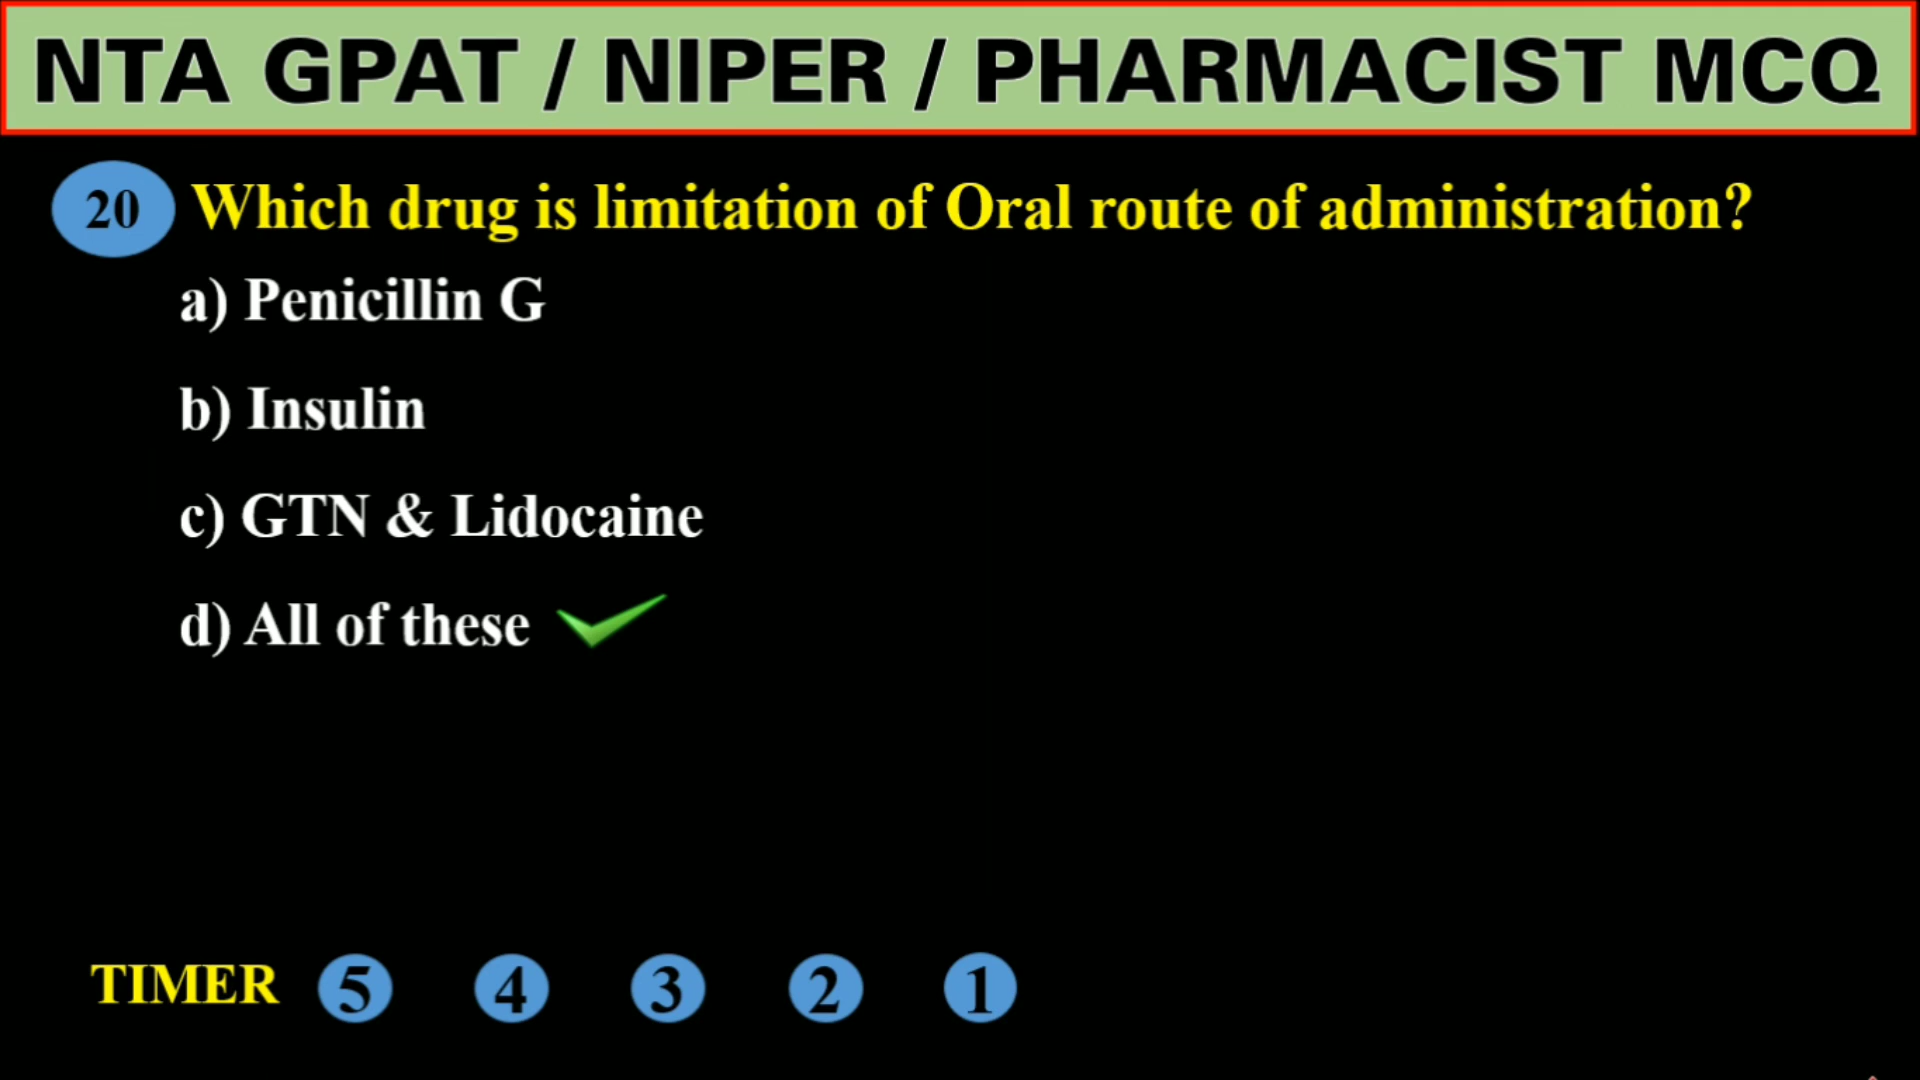 NTA GPAT / NIPER / PHARMACIST MCQ
20 Which drug is limitation of Oral route of administration?
a) Penicillin G
b) Insulin
c) GTN & Lidocaine
d) All of these
TIMER 5 4 3 2 1